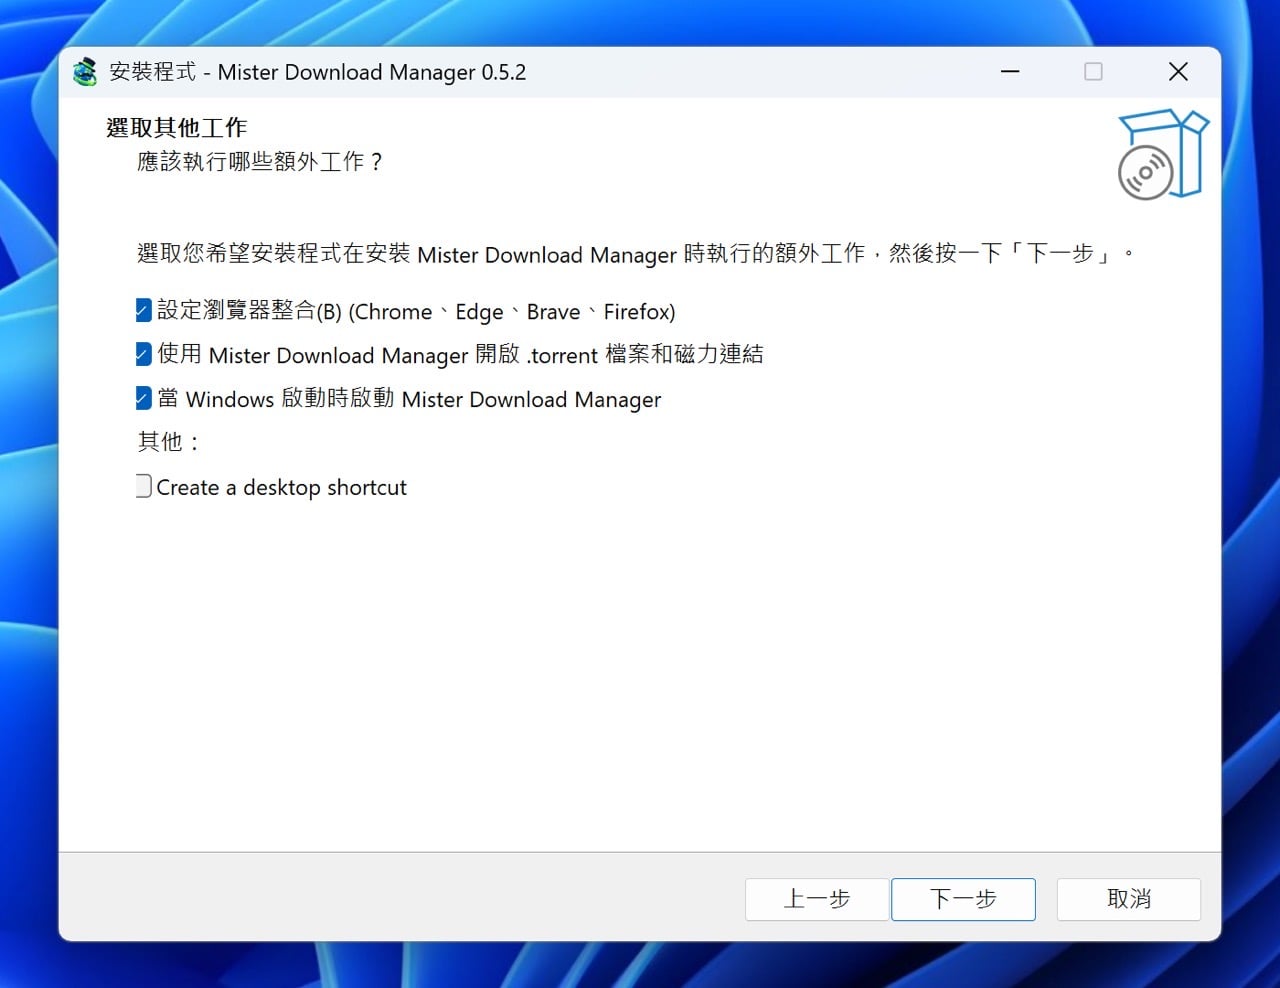 安裝程式 - Mister Download Manager 0.5.2
選取其他工作
應該執行哪些額外工作？
選取您希望安裝程式在安裝 Mister Download Manager 時執行的額外工作，然後按一下「下一步」。
設定瀏覽器整合(B) (Chrome、Edge、Brave、Firefox)
使用 Mister Download Manager 開啟 .torrent 檔案和磁力連結
當 Windows 啟動時啟動 Mister Download Manager
其他：
Create a desktop shortcut
上一步 下一步 取消